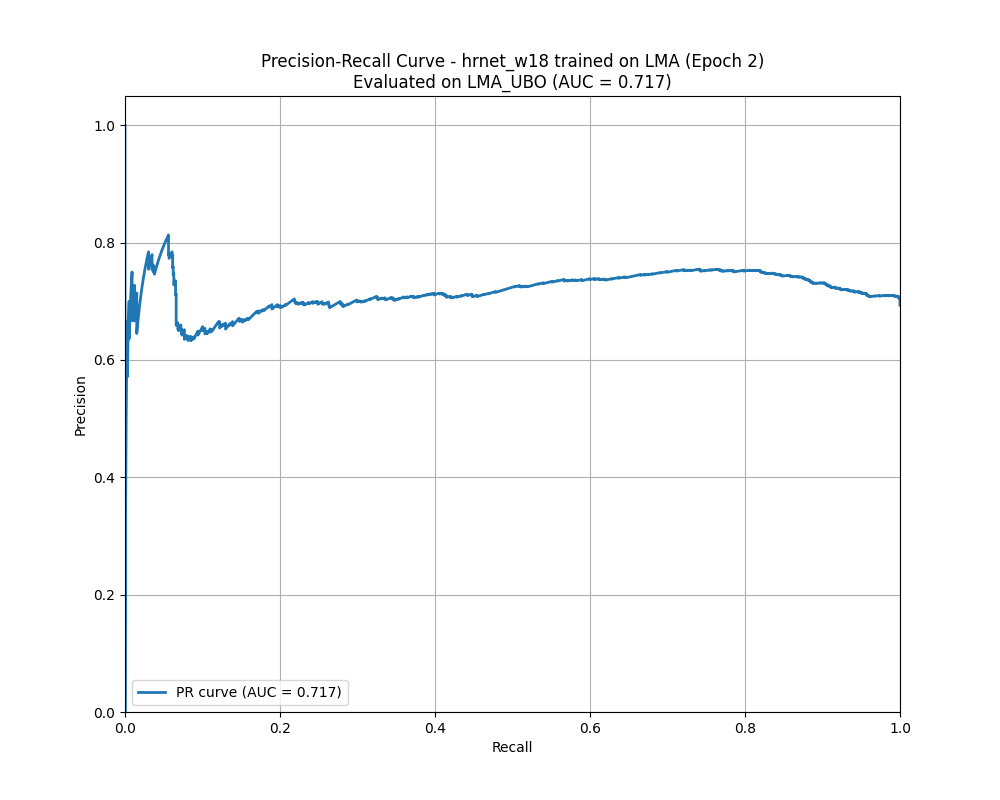 Precision-Recall Curve - hrnet_w18 trained on LMA (Epoch 2)
Evaluated on LMA_UBO (AUC = 0.717)
1.0
0.8
0.6
0.4
0.2
0.0
Precision
PR curve (AUC = 0.717)
0.0 0.2 0.4 0.6 0.8 1.0
Recall